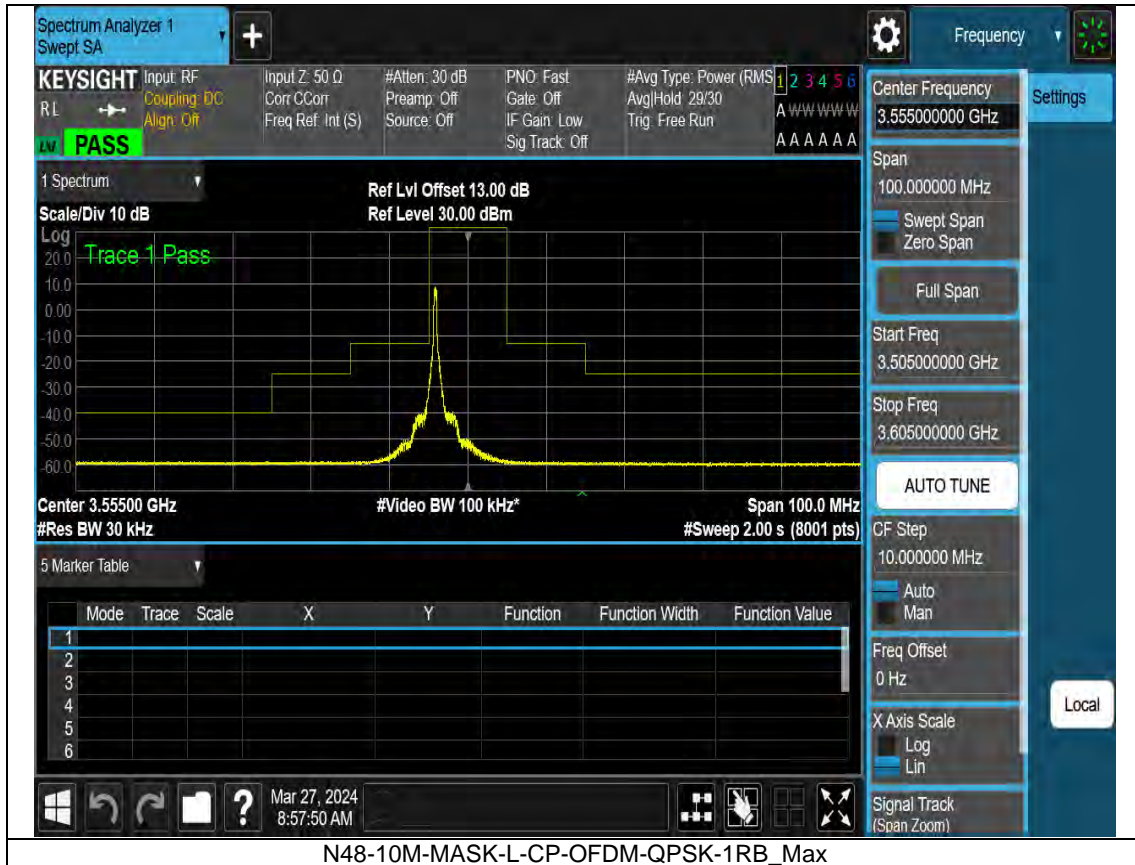 Spectrum Analyzer 1
Swept SA
Frequency
KEYSIGHT
RL
PASS
Input: RF
Coupling: DC
Align: Off
Input Z: 50 Ω
Corr CCorr
Freq Ref: Int (S)
#Atten: 30 dB
Preamp: Off
Source: Off
PNO: Fast
Gate: Off
IF Gain: Low
Sig Track: Off
#Avg Type: Power (RMS
Avg|Hold: 29/30
Trig: Free Run
1 2 3 4 5 6
A W W W W W
A A A A A A
1 Spectrum
Scale/Div 10 dB
Ref Lvl Offset 13.00 dB
Ref Level 30.00 dBm
Log
Trace 1 Pass
20.0
10.0
0.00
-10.0
-20.0
-30.0
-40.0
-50.0
-60.0
Center 3.55500 GHz
#Video BW 100 kHz*
Span 100.0 MHz
#Res BW 30 kHz
#Sweep 2.00 s (8001 pts)
5 Marker Table
Mode Trace Scale X Y Function Function Width Function Value
1
2
3
4
5
6
Mar 27, 2024
8:57:50 AM
Center Frequency
3.555000000 GHz
Settings
Span
100.000000 MHz
Swept Span
Zero Span
Full Span
Start Freq
3.505000000 GHz
Stop Freq
3.605000000 GHz
AUTO TUNE
CF Step
10.000000 MHz
Auto
Man
Freq Offset
0 Hz
Local
X Axis Scale
Log
Lin
Signal Track
(Span Zoom)
N48-10M-MASK-L-CP-OFDM-QPSK-1RB_Max